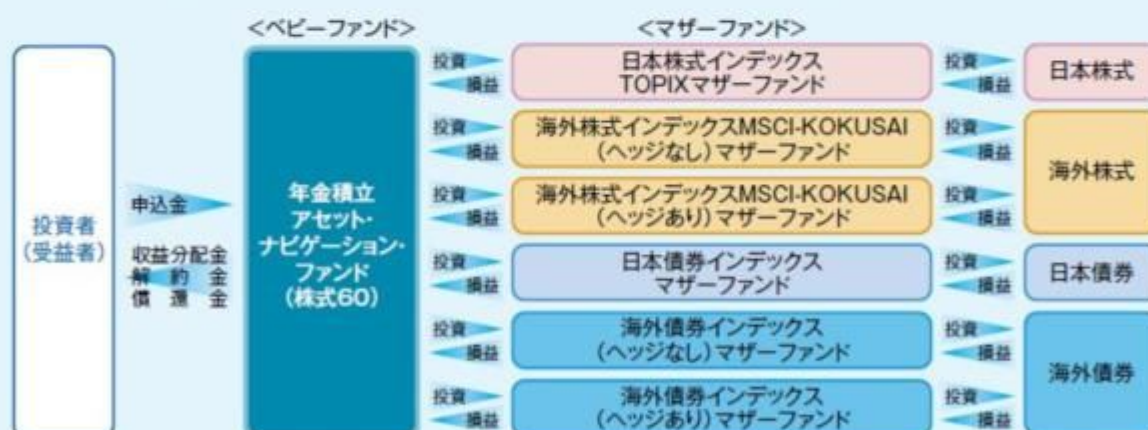 <ベビーファンド>
<マザーファンド>
投資者
(受益者)
申込金
収益分配金
解約金
償還金
年金積立
アセット・
ナビゲーション・
ファンド
(株式60)
投資
損益
日本株式インデックス
TOPIXマザーファンド
投資
損益
日本株式
投資
損益
海外株式インデックスMSCI-KOKUSAI
(ヘッジなし)マザーファンド
投資
損益
海外株式
投資
損益
海外株式インデックスMSCI-KOKUSAI
(ヘッジあり)マザーファンド
投資
損益
投資
損益
日本債券インデックス
マザーファンド
投資
損益
日本債券
投資
損益
海外債券インデックス
(ヘッジなし)マザーファンド
投資
損益
海外債券
投資
損益
海外債券インデックス
(ヘッジあり)マザーファンド
投資
損益